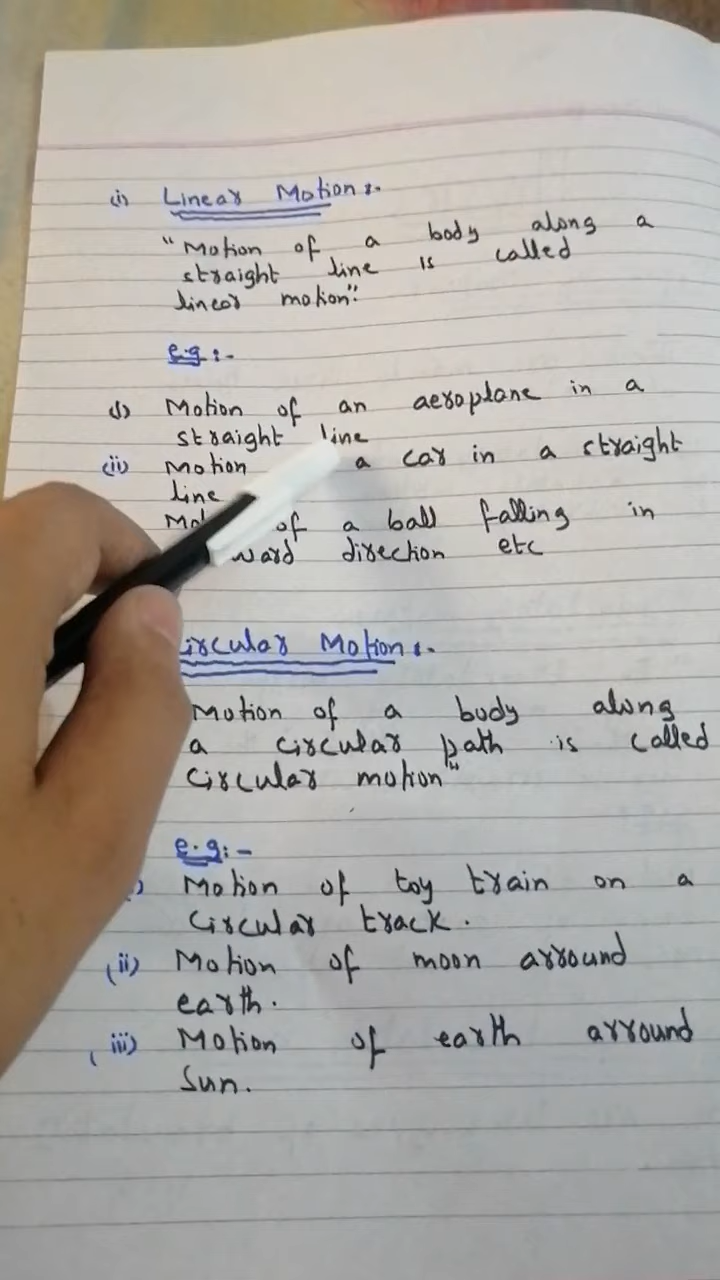 (i) Linear Motion:-
"Motion of a body along a
straight line is called
linear motion".
e.g:-
(i) Motion of an aeroplane in a
straight line
(ii) Motion a car in a straight
line
of a ball falling in
ward direction etc
ircular Motion:-
Motion of a body along
a circular path is called
circular motion"
e.g:-
) Motion of toy train on a
circular track.
(ii) Motion of moon arround
earth.
(iii) Motion of earth arround
Sun.